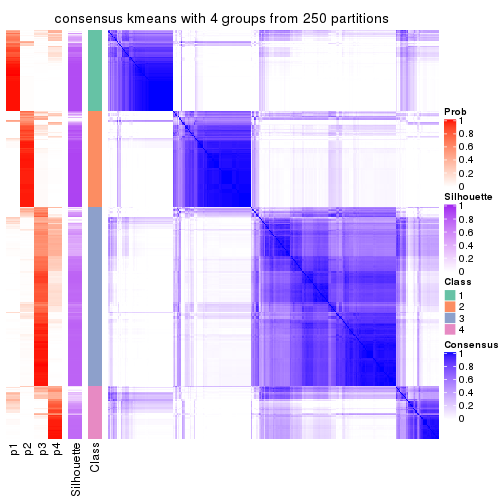 consensus kmeans with 4 groups from 250 partitions
Prob
1
0.8
0.6
0.4
0.2
0
Silhouette
1
0.8
0.6
0.4
0.2
0
Class
1
2
3
4
Consensus
1
0.8
0.6
0.4
0.2
0
p1
p2
p3
p4
Silhouette
Class